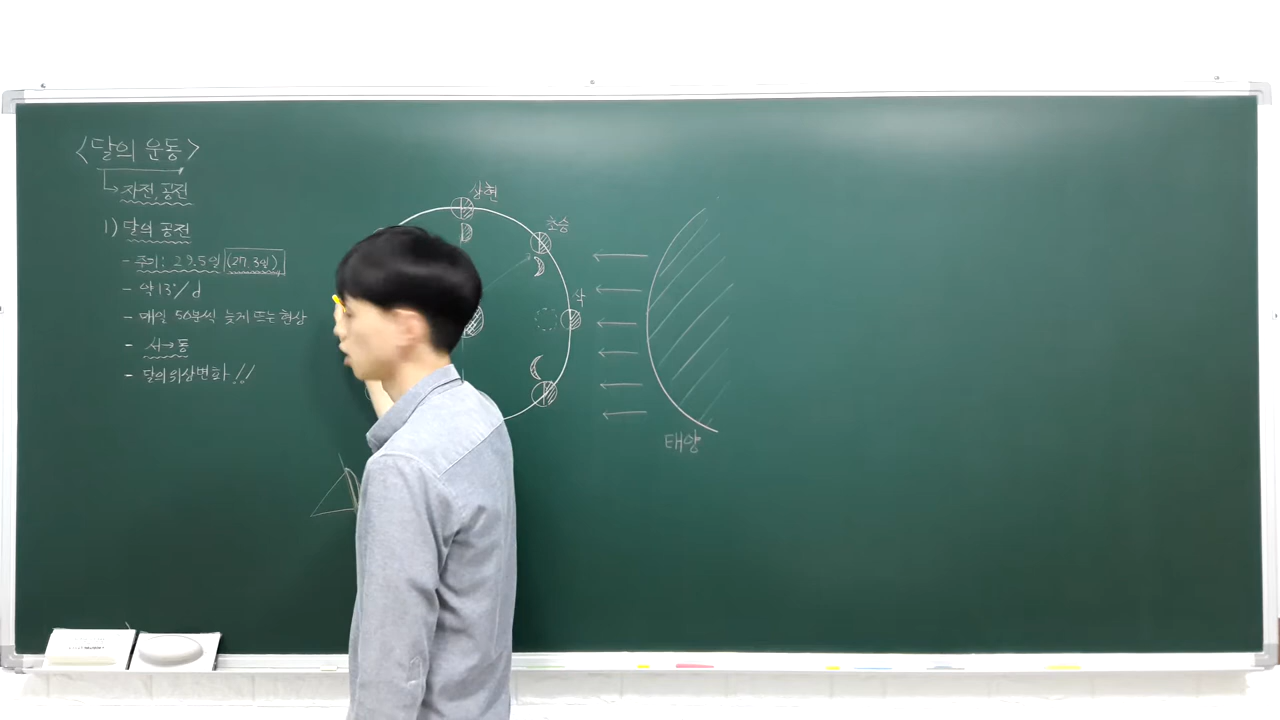 <달의 운동>
자전, 공전
1) 달의 공전
- 주기: 29.5일 (27.3일)
- 약 13°/d
- 매일 50분씩 늦게 뜨는 현상
- 서→동
- 달의 위상변화!!
상현
초승
삭
태양